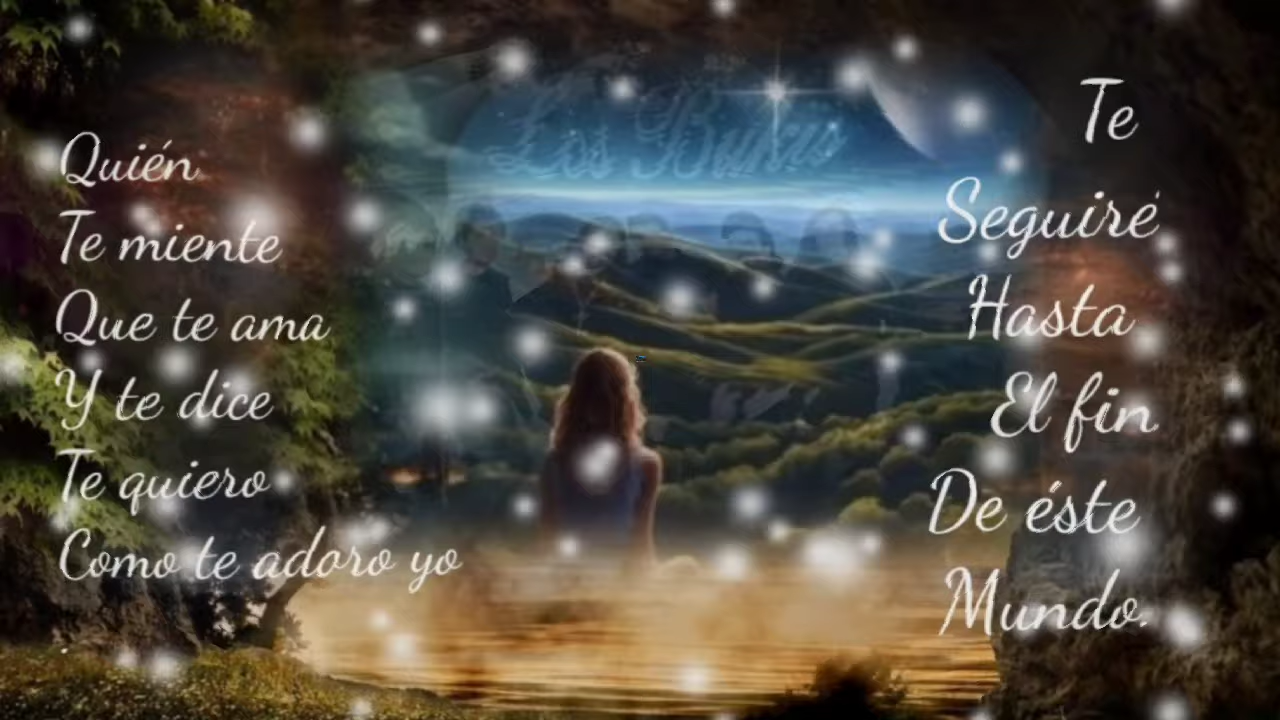 Los Bukis
Quién
Te miente
Que te ama
Y te dice
Te quiero
Como te adoro yo
Te
Seguiré
Hasta
El fin
De éste
Mundo.